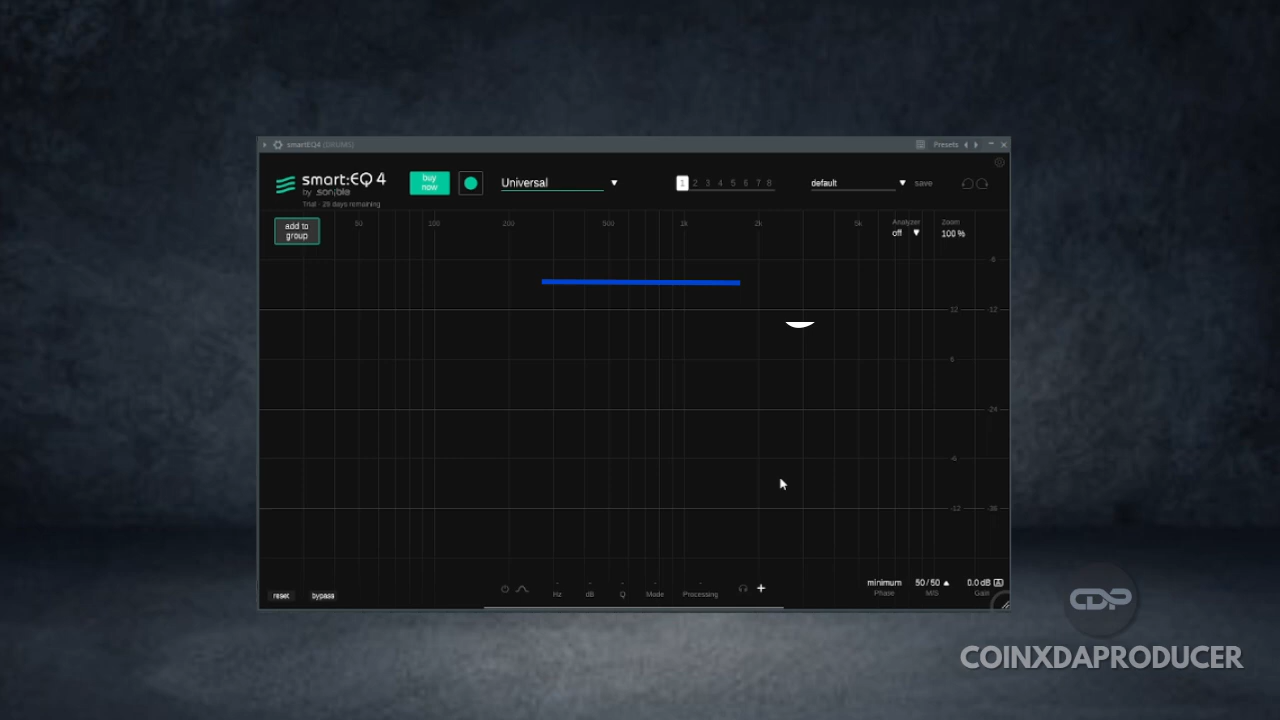 smartEQ4 (DRUMS)
Presets
smart:EQ 4
by sonible
Trial - 28 days remaining
buy now
Universal
1 2 3 4 5 6 7 8
default
save
add to group
50
100
200
500
1k
2k
5k
Analyzer
off
Zoom
100 %
-6
12
-12
6
-24
-6
-12
-36
reset
bypass
Hz
dB
Q
Mode
Processing
minimum
Phase
50 / 50
M/S
0.0 dB
A
Gain
CDP
COINXDAPRODUCER